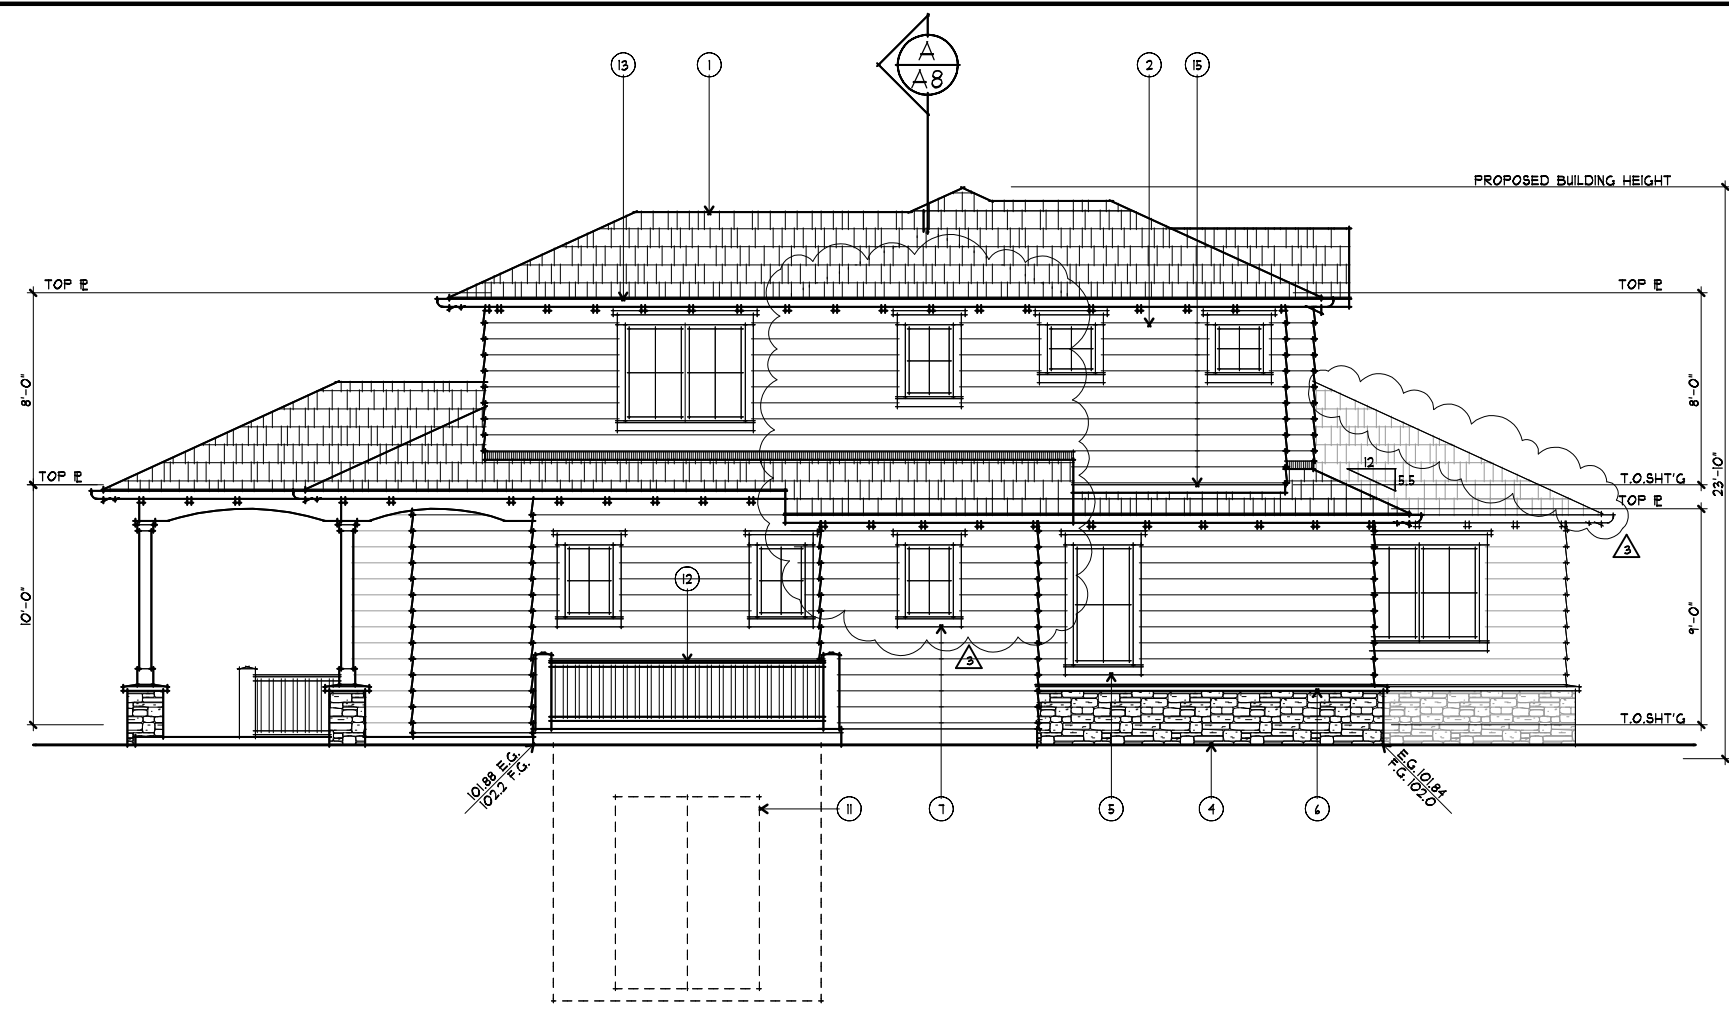 A
A8
13
1
2
15
PROPOSED BUILDING HEIGHT
TOP PL
TOP PL
8'-0"
8'-0"
TOP PL
12
5.5
T.O.SHT'G
TOP PL
23'-10"
3
12
10'-0"
9'-0"
3
T.O.SHT'G
101.88 E.G.
102.2 F.G.
E.G. 101.84
F.G. 102.0
11
7
5
4
6